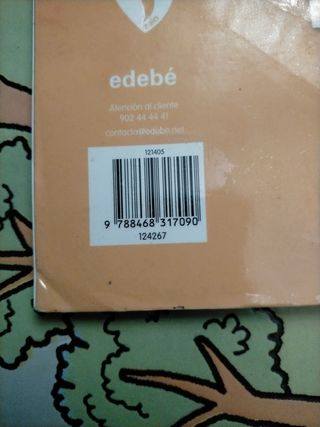 edebé
Atención al cliente
902 44 44 41
contacta@edebe.net
121405
9 788468 317090
124267